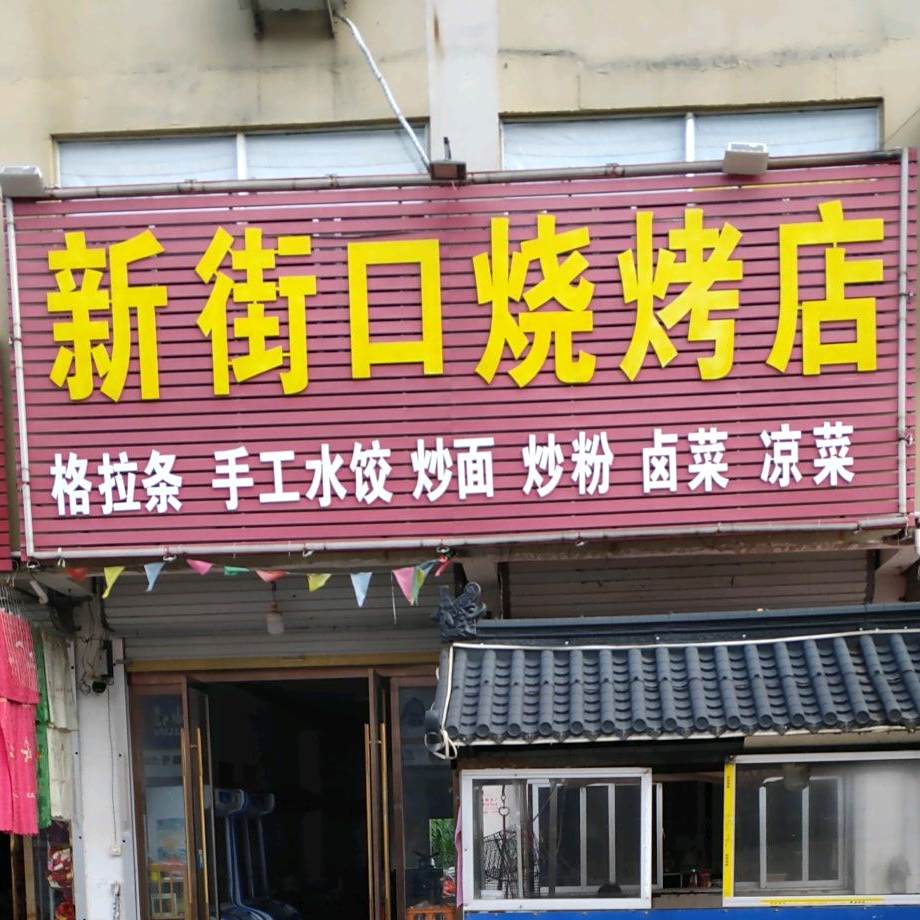 新街口烧烤店
格拉条 手工水饺 炒面 炒粉 卤菜 凉菜